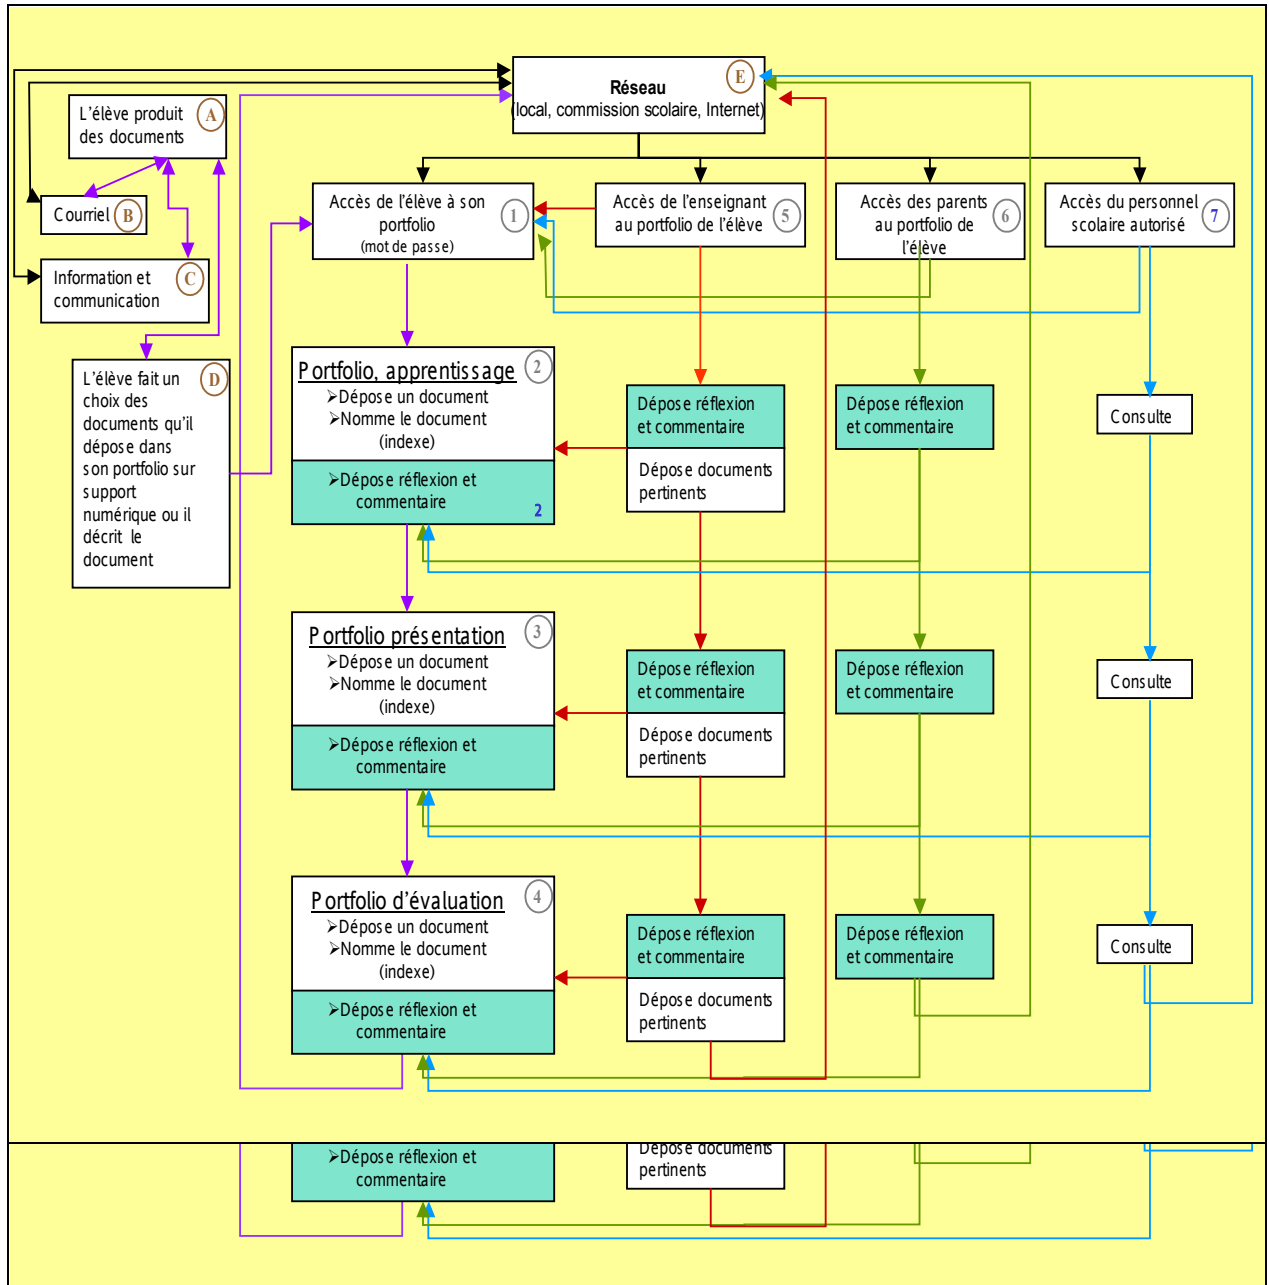 Réseau
E
(local, commission scolaire, Internet)
L'élève produit
des documents
A
Courriel
B
Information et
communication
C
L'élève fait un
choix des
documents qu'il
dépose dans
son portfolio sur
support
numérique ou il
décrit le
document
D
Accès de l'élève à son
portfolio
(mot de passe)
1
Accès de l'enseignant
au portfolio de l'élève
5
Accès des parents
au portfolio de
l'élève
6
Accès du personnel
scolaire autorisé
7
Portfolio, apprentissage
2
➢Dépose un document
➢Nomme le document
(indexe)
➢Dépose réflexion et
commentaire
2
Dépose réflexion
et commentaire
Dépose documents
pertinents
Dépose réflexion
et commentaire
Consulte
Portfolio présentation
3
➢Dépose un document
➢Nomme le document
(indexe)
➢Dépose réflexion et
commentaire
Dépose réflexion
et commentaire
Dépose documents
pertinents
Dépose réflexion
et commentaire
Consulte
Portfolio d'évaluation
4
➢Dépose un document
➢Nomme le document
(indexe)
➢Dépose réflexion et
commentaire
Dépose réflexion
et commentaire
Dépose documents
pertinents
Dépose réflexion
et commentaire
Consulte
➢Dépose réflexion et
commentaire
Dépose documents
pertinents